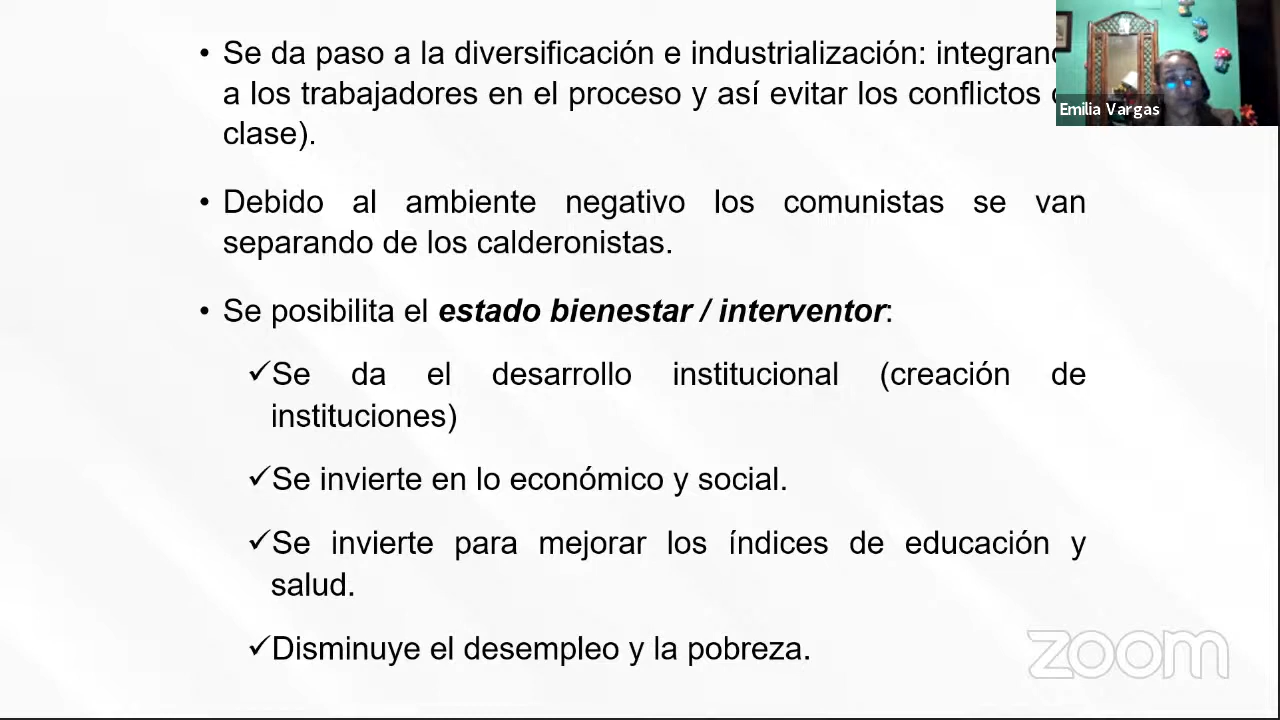 • Se da paso a la diversificación e industrialización: integrand
a los trabajadores en el proceso y así evitar los conflictos
clase).
• Debido al ambiente negativo los comunistas se van
separando de los calderonistas.
• Se posibilita el estado bienestar / interventor:
✓Se da el desarrollo institucional (creación de
instituciones)
✓Se invierte en lo económico y social.
✓Se invierte para mejorar los índices de educación y
salud.
✓Disminuye el desempleo y la pobreza.
Emilia Vargas
zoom